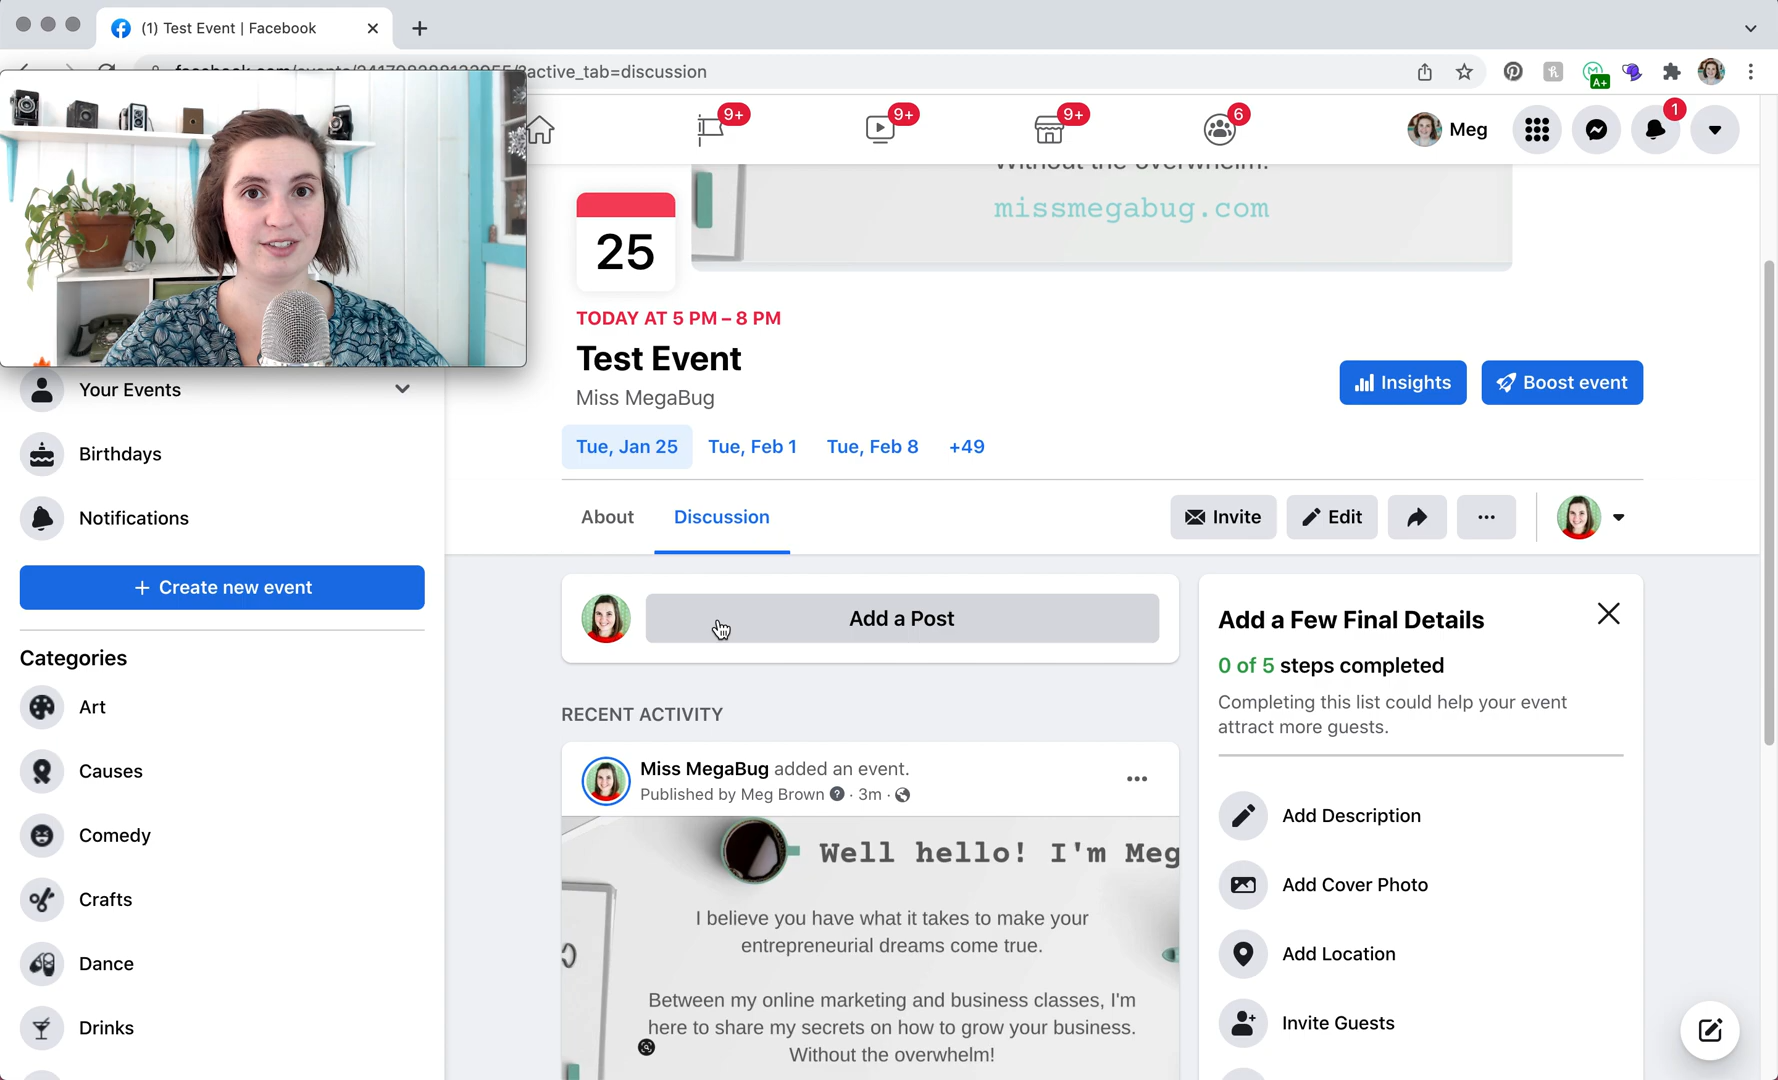 (1) Test Event | Facebook
?active_tab=discussion
A+
9+
9+
9+
6
Meg
1
missmegabug.com
25
TODAY AT 5 PM – 8 PM
Test Event
Miss MegaBug
Insights
Boost event
Tue, Jan 25
Tue, Feb 1
Tue, Feb 8
+49
About
Discussion
Invite
Edit
Your Events
Birthdays
Notifications
+ Create new event
Categories
Art
Causes
Comedy
Crafts
Dance
Drinks
Add a Post
RECENT ACTIVITY
Miss MegaBug added an event.
Published by Meg Brown · 3m ·
Well hello! I'm Meg
I believe you have what it takes to make your
entrepreneurial dreams come true.
Between my online marketing and business classes, I'm
here to share my secrets on how to grow your business.
Without the overwhelm!
Add a Few Final Details
0 of 5 steps completed
Completing this list could help your event
attract more guests.
Add Description
Add Cover Photo
Add Location
Invite Guests